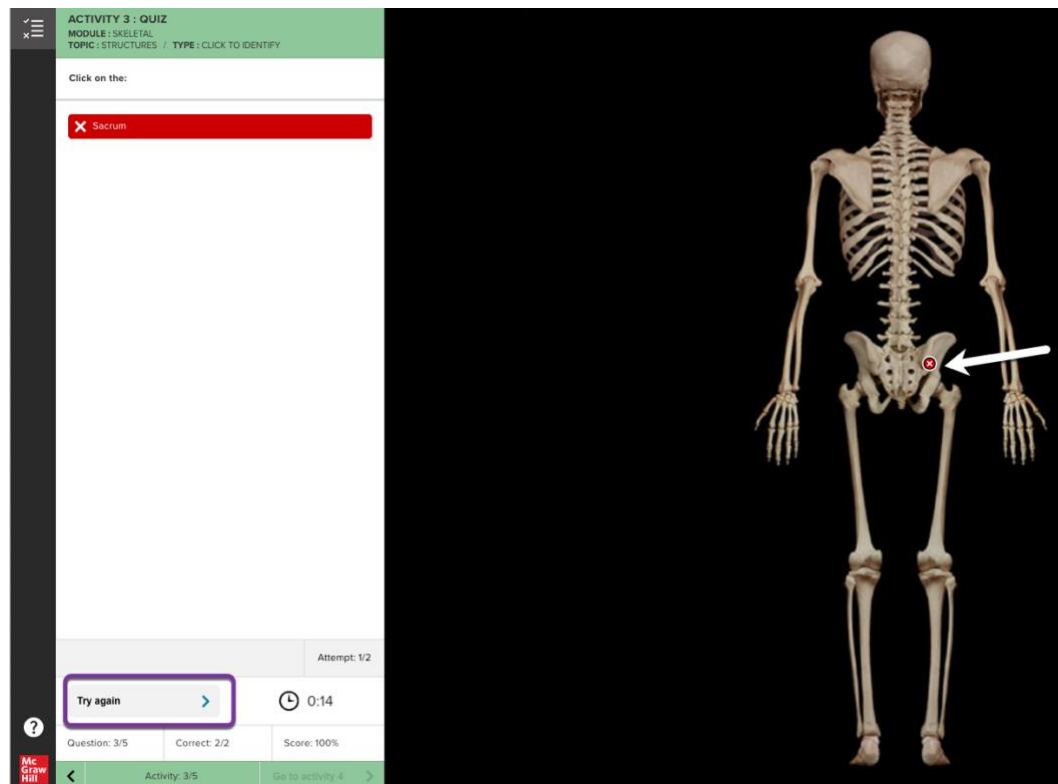 ACTIVITY 3 : QUIZ
MODULE : SKELETAL
TOPIC : STRUCTURES / TYPE : CLICK TO IDENTIFY
Click on the:
Sacrum
Attempt: 1/2
Try again
0:14
?
Question: 3/5 Correct: 2/2 Score: 100%
Mc
Graw
Hill
Activity: 3/5 Go to activity 4